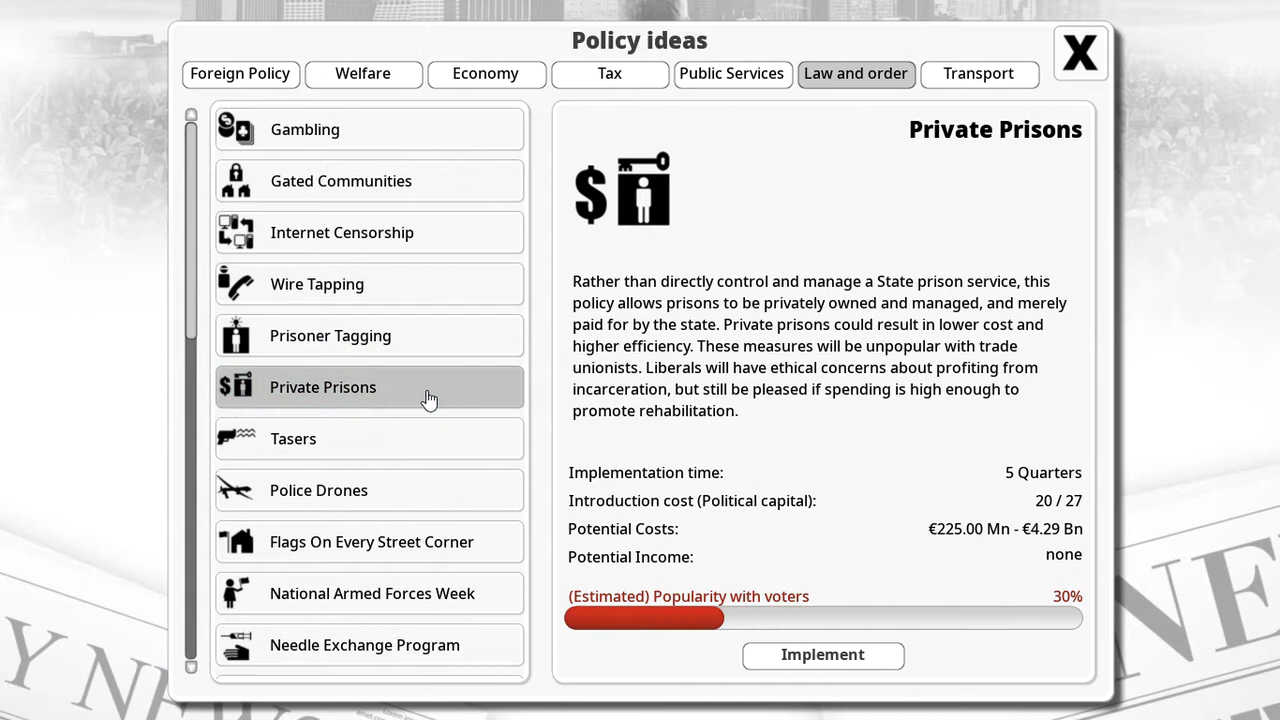 Policy ideas
X
Foreign Policy
Welfare
Economy
Tax
Public Services
Law and order
Transport
Gambling
Gated Communities
Internet Censorship
Wire Tapping
Prisoner Tagging
Private Prisons
Tasers
Police Drones
Flags On Every Street Corner
National Armed Forces Week
Needle Exchange Program
Private Prisons
Rather than directly control and manage a State prison service, this
policy allows prisons to be privately owned and managed, and merely
paid for by the state. Private prisons could result in lower cost and
higher efficiency. These measures will be unpopular with trade
unionists. Liberals will have ethical concerns about profiting from
incarceration, but still be pleased if spending is high enough to
promote rehabilitation.
Implementation time: 5 Quarters
Introduction cost (Political capital): 20 / 27
Potential Costs: €225.00 Mn - €4.29 Bn
Potential Income: none
(Estimated) Popularity with voters 30%
Implement